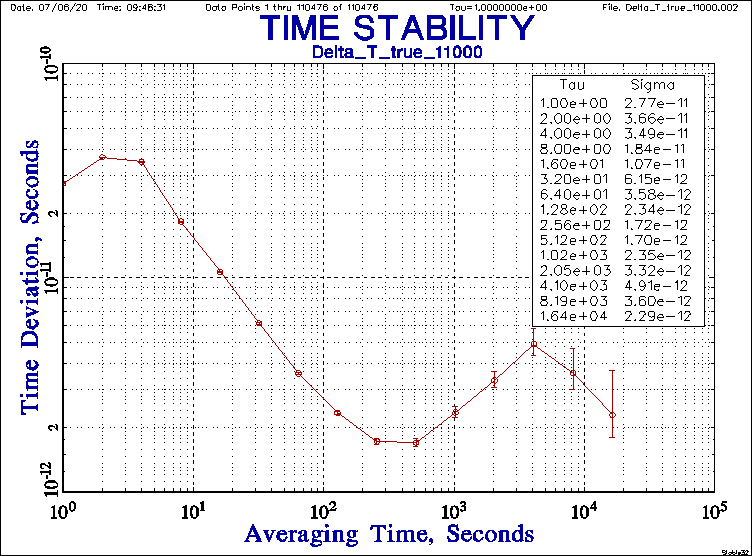 Date: 07/06/20 Time: 09:48:31 Data Points 1 thru 110476 of 110476 Tau=1.0000000e+00 File: Delta_T_true_11000.002
TIME STABILITY
Delta_T_true_11000
Tau Sigma
1.00e+00 2.77e-11
2.00e+00 3.66e-11
4.00e+00 3.49e-11
8.00e+00 1.84e-11
1.60e+01 1.07e-11
3.20e+01 6.15e-12
6.40e+01 3.58e-12
1.28e+02 2.34e-12
2.56e+02 1.72e-12
5.12e+02 1.70e-12
1.02e+03 2.35e-12
2.05e+03 3.32e-12
4.10e+03 4.91e-12
8.19e+03 3.60e-12
1.64e+04 2.29e-12
Time Deviation, Seconds
10^-10
2
10^-11
2
10^-12
10^0 10^1 10^2 10^3 10^4 10^5
Averaging Time, Seconds
Stable32